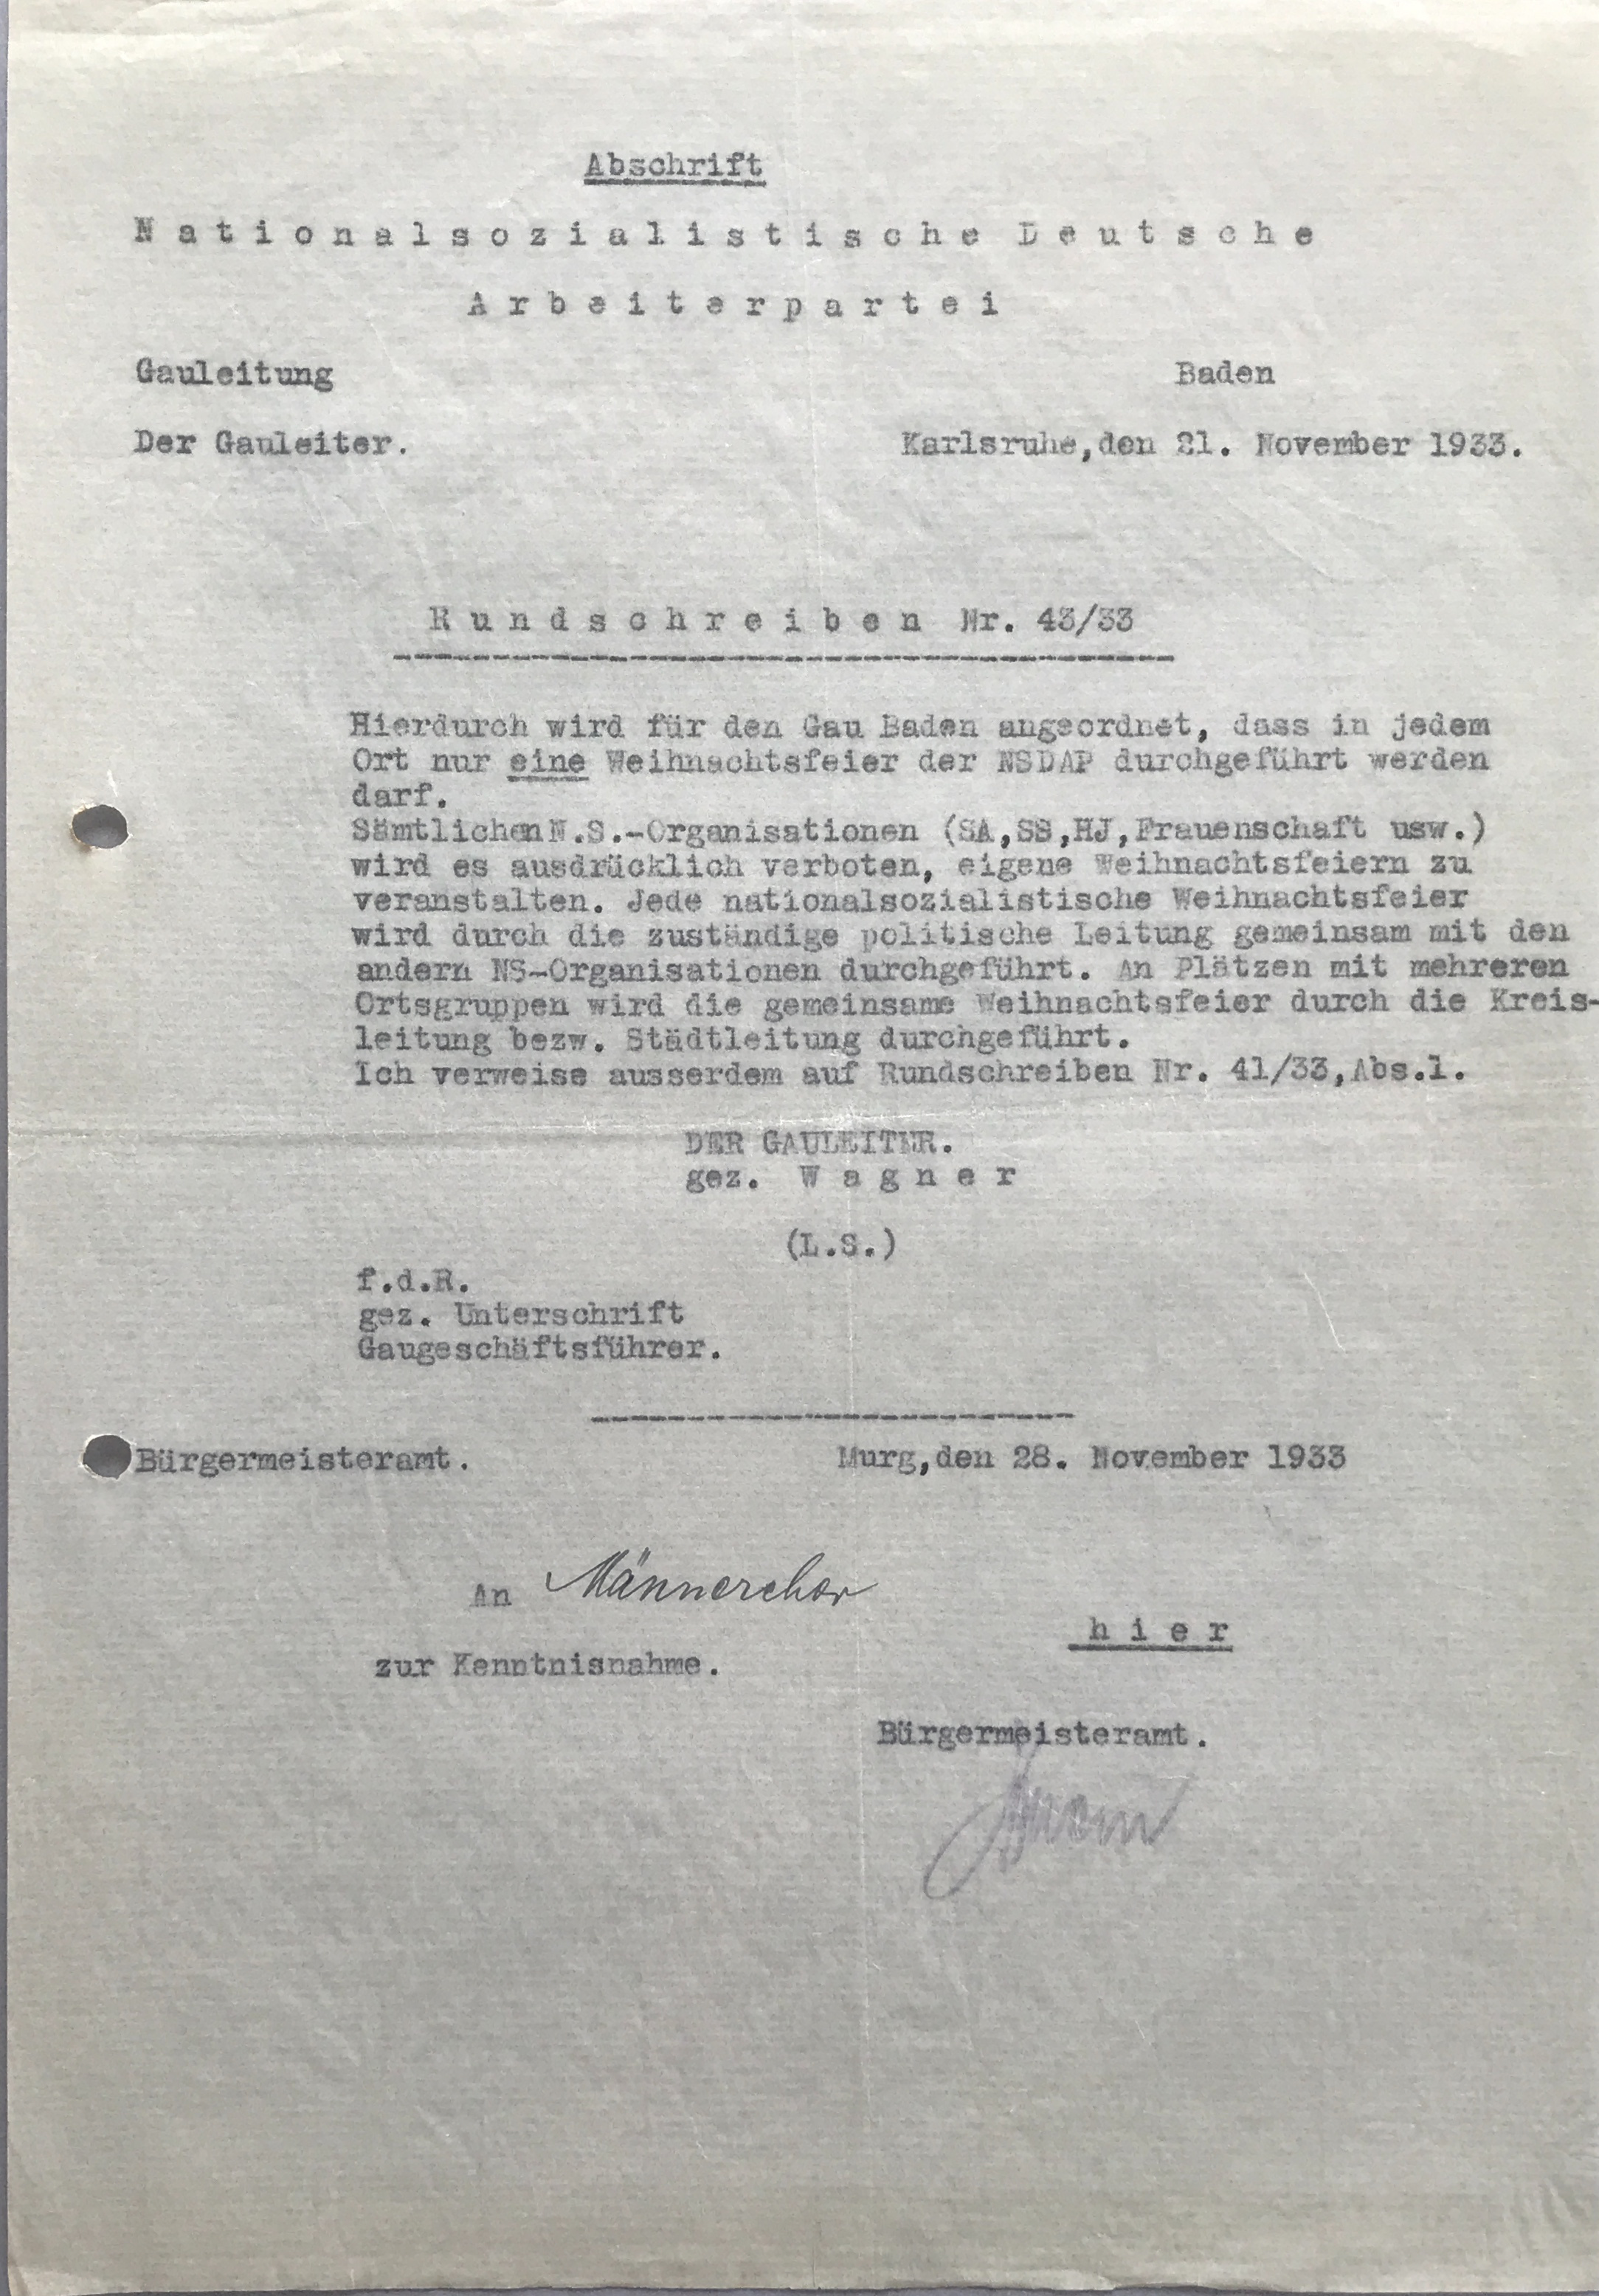 Abschrift
Nationalsozialistische Deutsche
Arbeiterpartei
Gauleitung Baden
Der Gauleiter. Karlsruhe,den 21. November 1933.
Rundschreiben Nr. 43/33
Hierdurch wird für den Gau Baden angeordnet, dass in jedem
Ort nur eine Weihnachtsfeier der NSDAP durchgeführt werden
darf.
Sämtlichen N.S.-Organisationen (SA,SS,HJ,Frauenschaft usw.)
wird es ausdrücklich verboten, eigene Weihnachtsfeiern zu
veranstalten. Jede nationalsozialistische Weihnachtsfeier
wird durch die zuständige politische Leitung gemeinsam mit den
andern NS-Organisationen durchgeführt. An Plätzen mit mehreren
Ortsgruppen wird die gemeinsame Weihnachtsfeier durch die Kreis-
leitung bezw. Städtleitung durchgeführt.
Ich verweise ausserdem auf Rundschreiben Nr. 41/33,Abs.1.
DER GAULEITER.
gez. Wagner
(L.S.)
f.d.R.
gez. Unterschrift
Gaugeschäftsführer.
Bürgermeisteramt. Murg,den 28. November 1933
An Männerchor
hier
zur Kenntnisnahme.
Bürgermeisteramt.